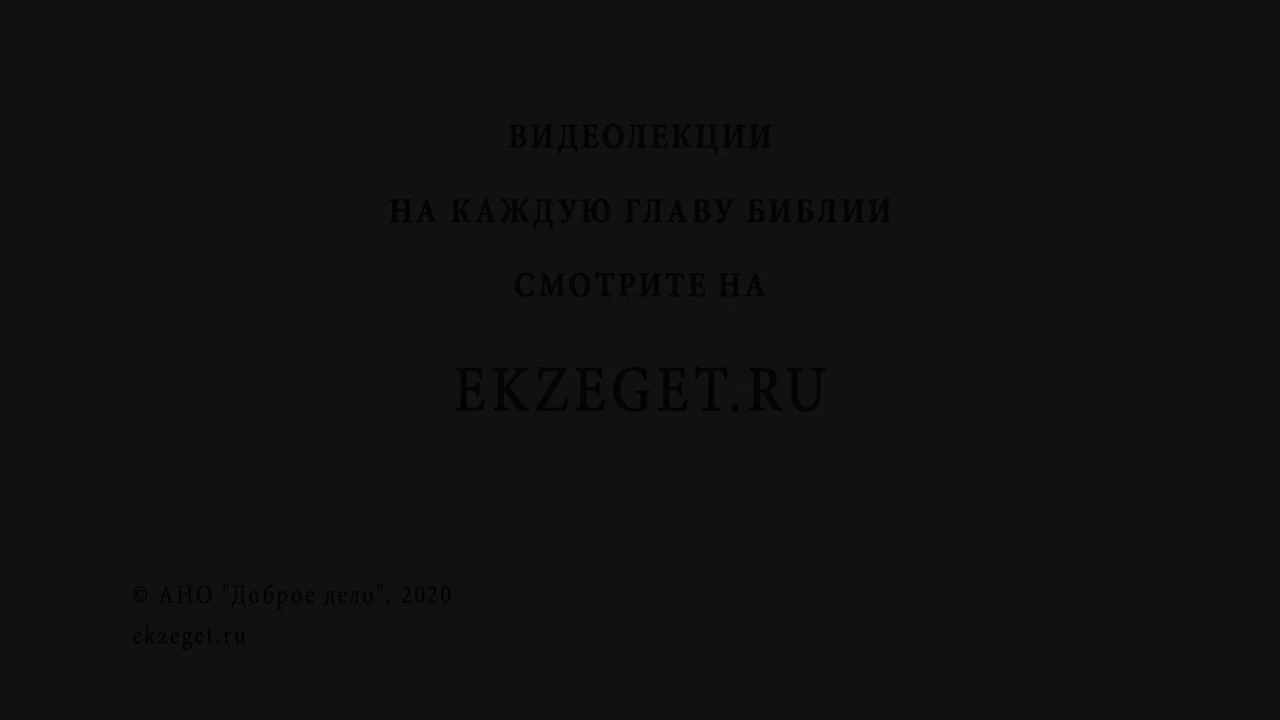 ВИДЕОЛЕКЦИИ
НА КАЖДУЮ ГЛАВУ БИБЛИИ
СМОТРИТЕ НА
EKZEGET.RU
© АНО "Доброе дело", 2020
ekzeget.ru